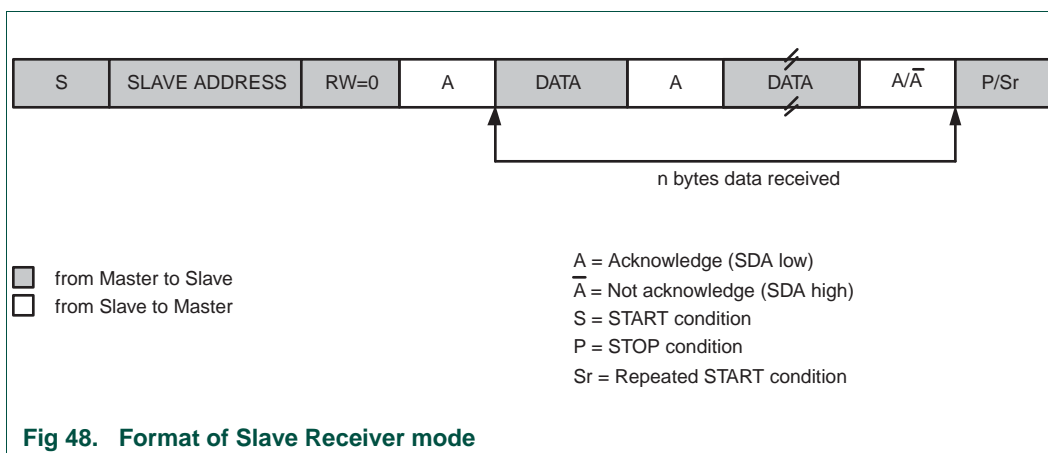 S SLAVE ADDRESS RW=0 A DATA A DATA A/A̅ P/Sr
n bytes data received
from Master to Slave
from Slave to Master
A = Acknowledge (SDA low)
A̅ = Not acknowledge (SDA high)
S = START condition
P = STOP condition
Sr = Repeated START condition
Fig 48. Format of Slave Receiver mode